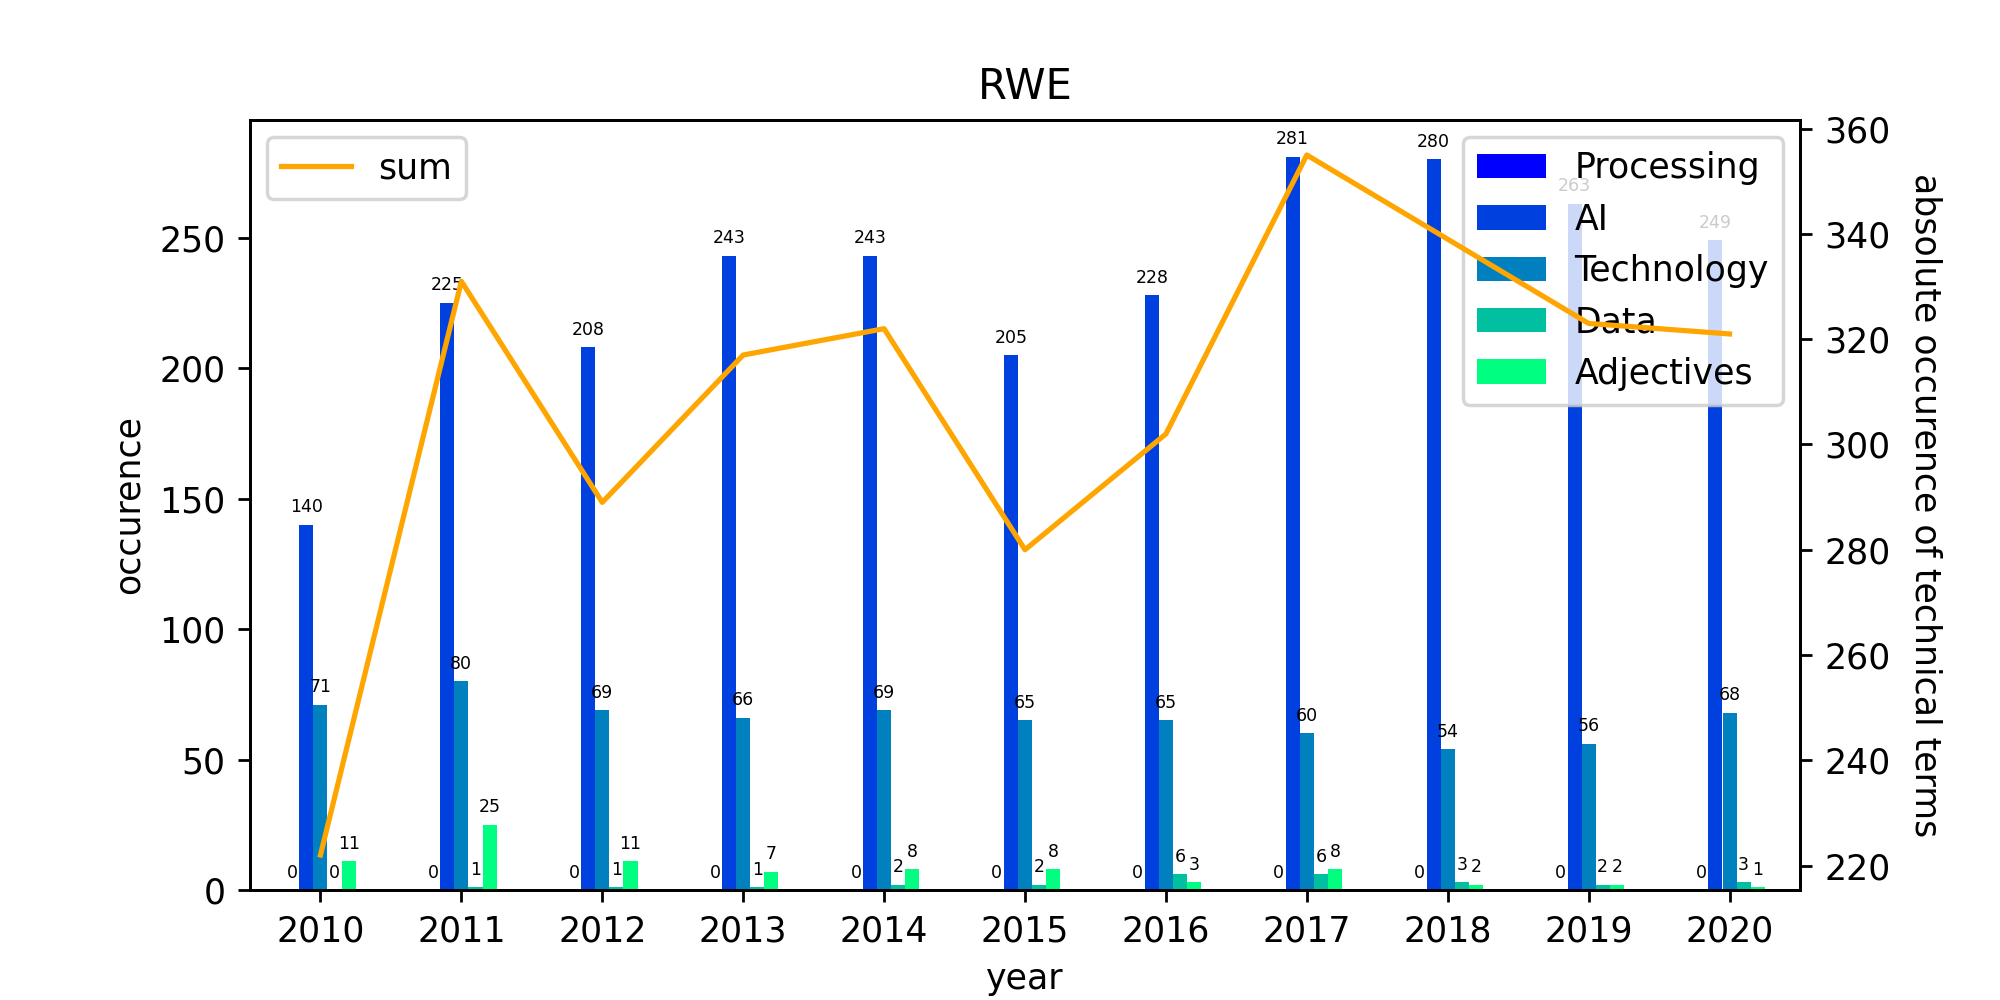 RWE
sum
Processing
AI
Technology
Data
Adjectives
occurence
absolute occurence of technical terms
250
200
150
100
50
0
360
340
320
300
280
260
240
220
0 140 71 0 11
0 225 80 1 25
0 208 69 1 11
0 243 66 1 7
0 243 69 2 8
0 205 65 2 8
0 228 65 6 3
0 281 60 6 8
0 280 54 3 2
0 263 56 2 2
0 249 68 3 1
2010 2011 2012 2013 2014 2015 2016 2017 2018 2019 2020
year